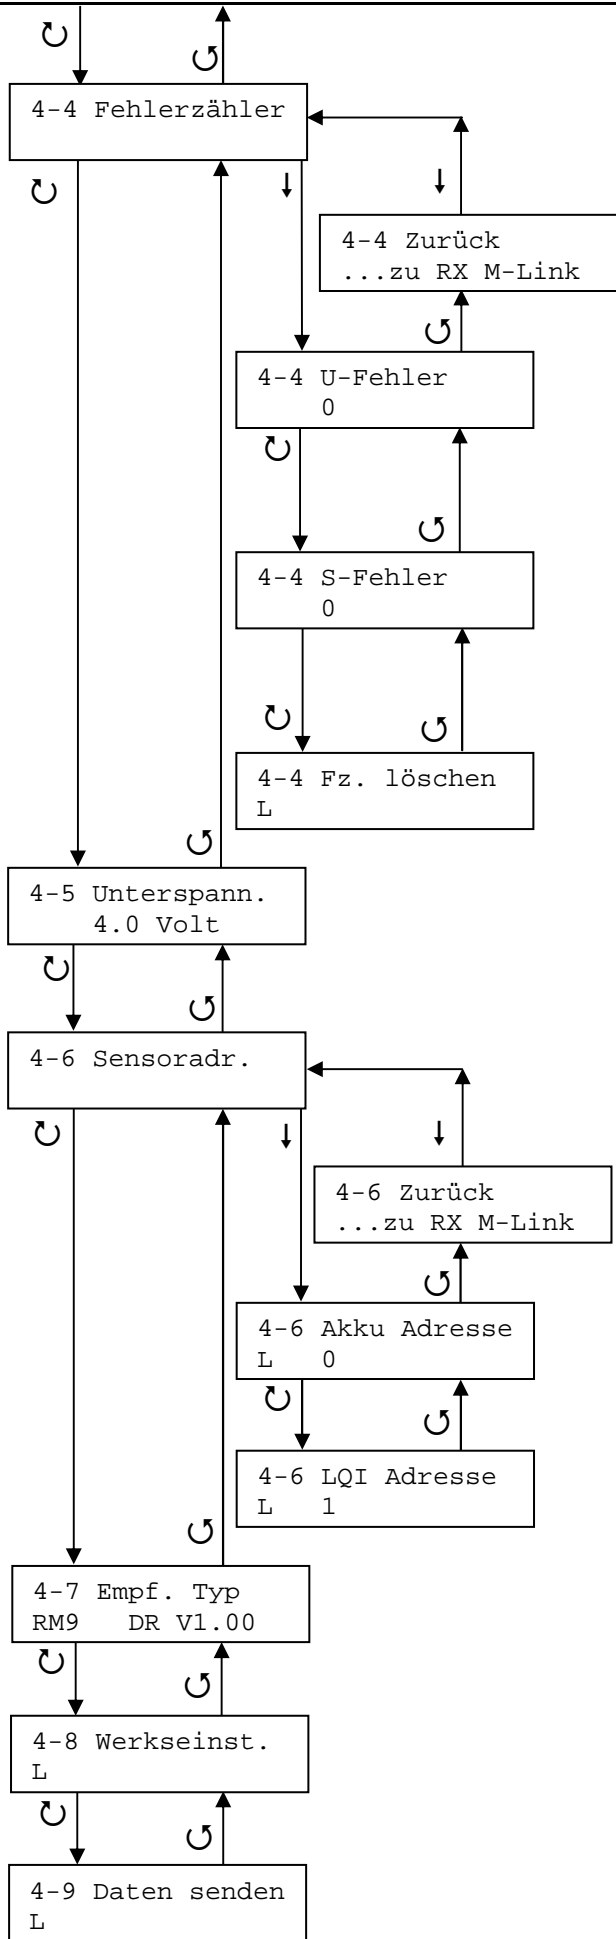 4-4 Fehlerzähler
4-4 Zurück
...zu RX M-Link
4-4 U-Fehler
0
4-4 S-Fehler
0
4-4 Fz. löschen
L
4-5 Unterspann.
4.0 Volt
4-6 Sensoradr.
4-6 Zurück
...zu RX M-Link
4-6 Akku Adresse
L 0
4-6 LQI Adresse
L 1
4-7 Empf. Typ
RM9 DR V1.00
4-8 Werkseinst.
L
4-9 Daten senden
L